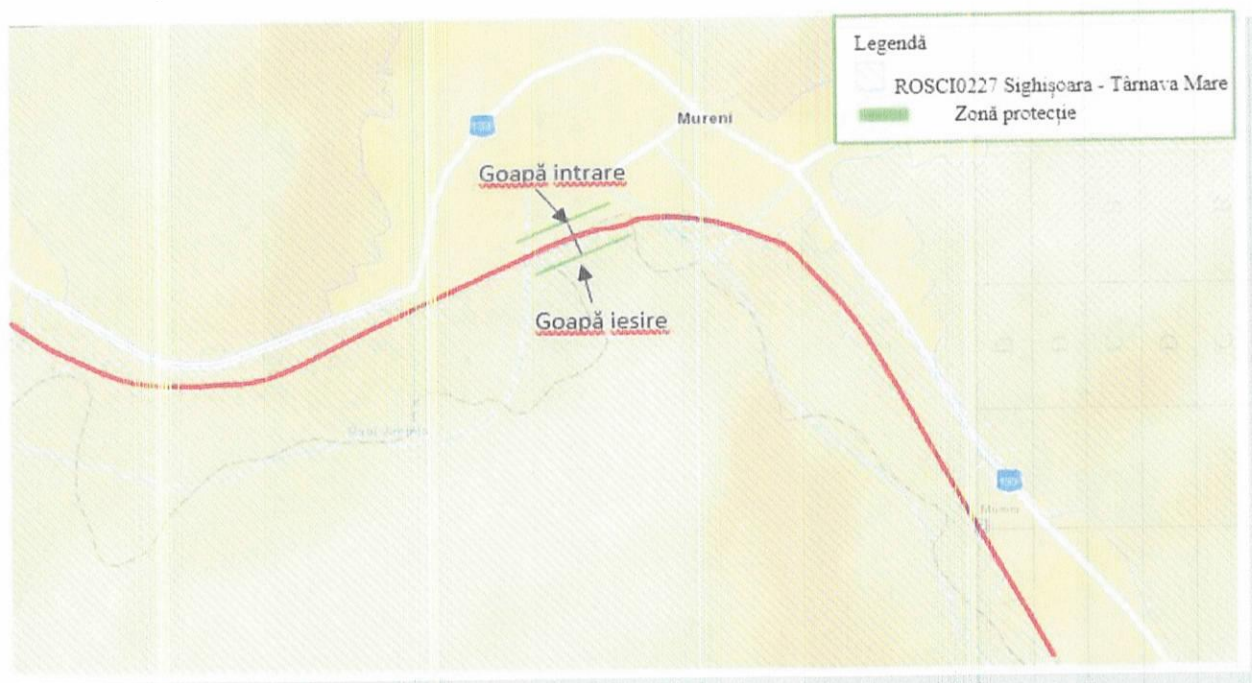 Legendă
ROSCI0227 Sighișoara - Târnava Mare
Zonă protecție
Mureni
Goapă intrare
Goapă iesire